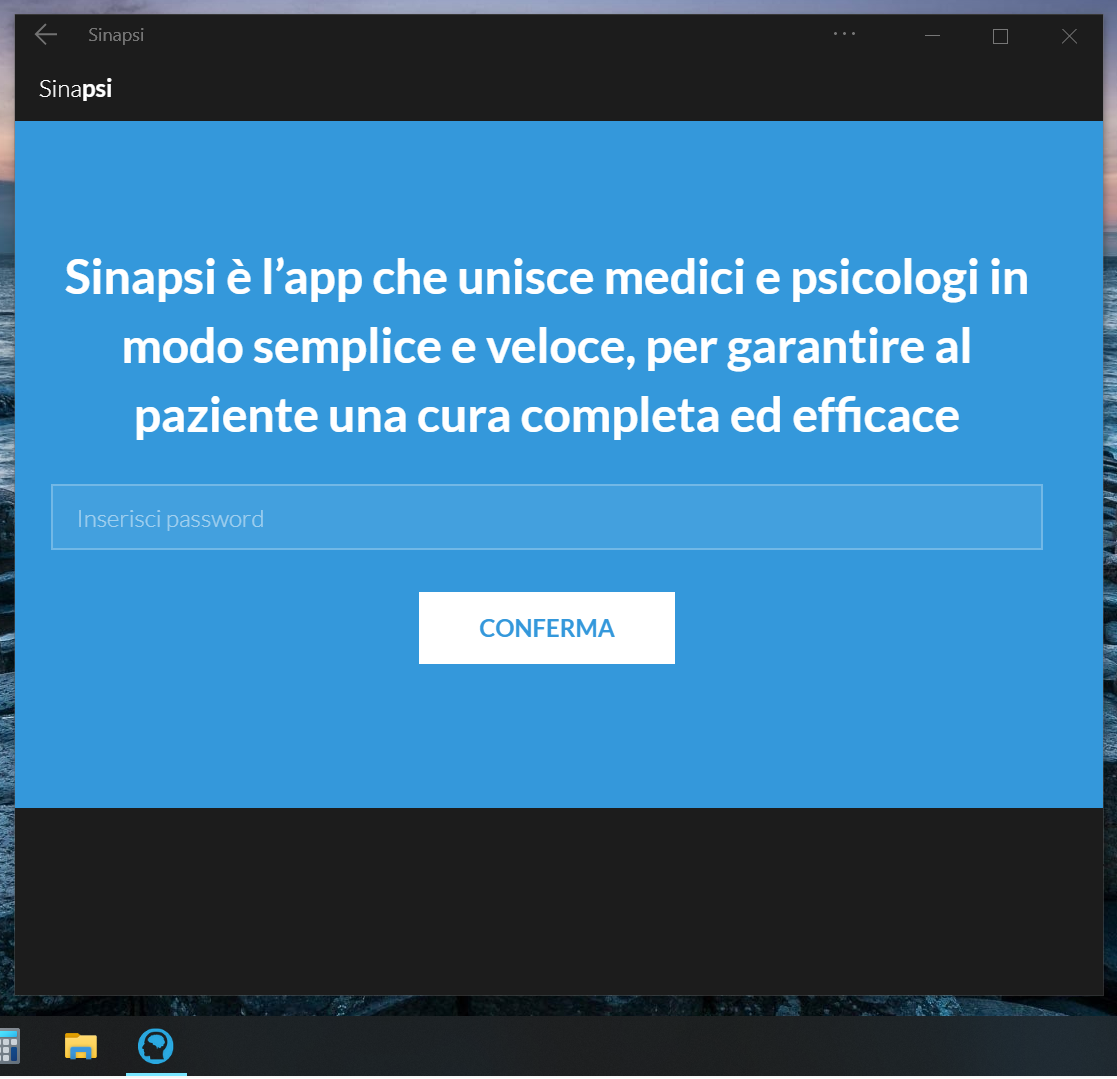 Sinapsi
Sinapsi
Sinapsi è l’app che unisce medici e psicologi in
modo semplice e veloce, per garantire al
paziente una cura completa ed efficace
Inserisci password
CONFERMA